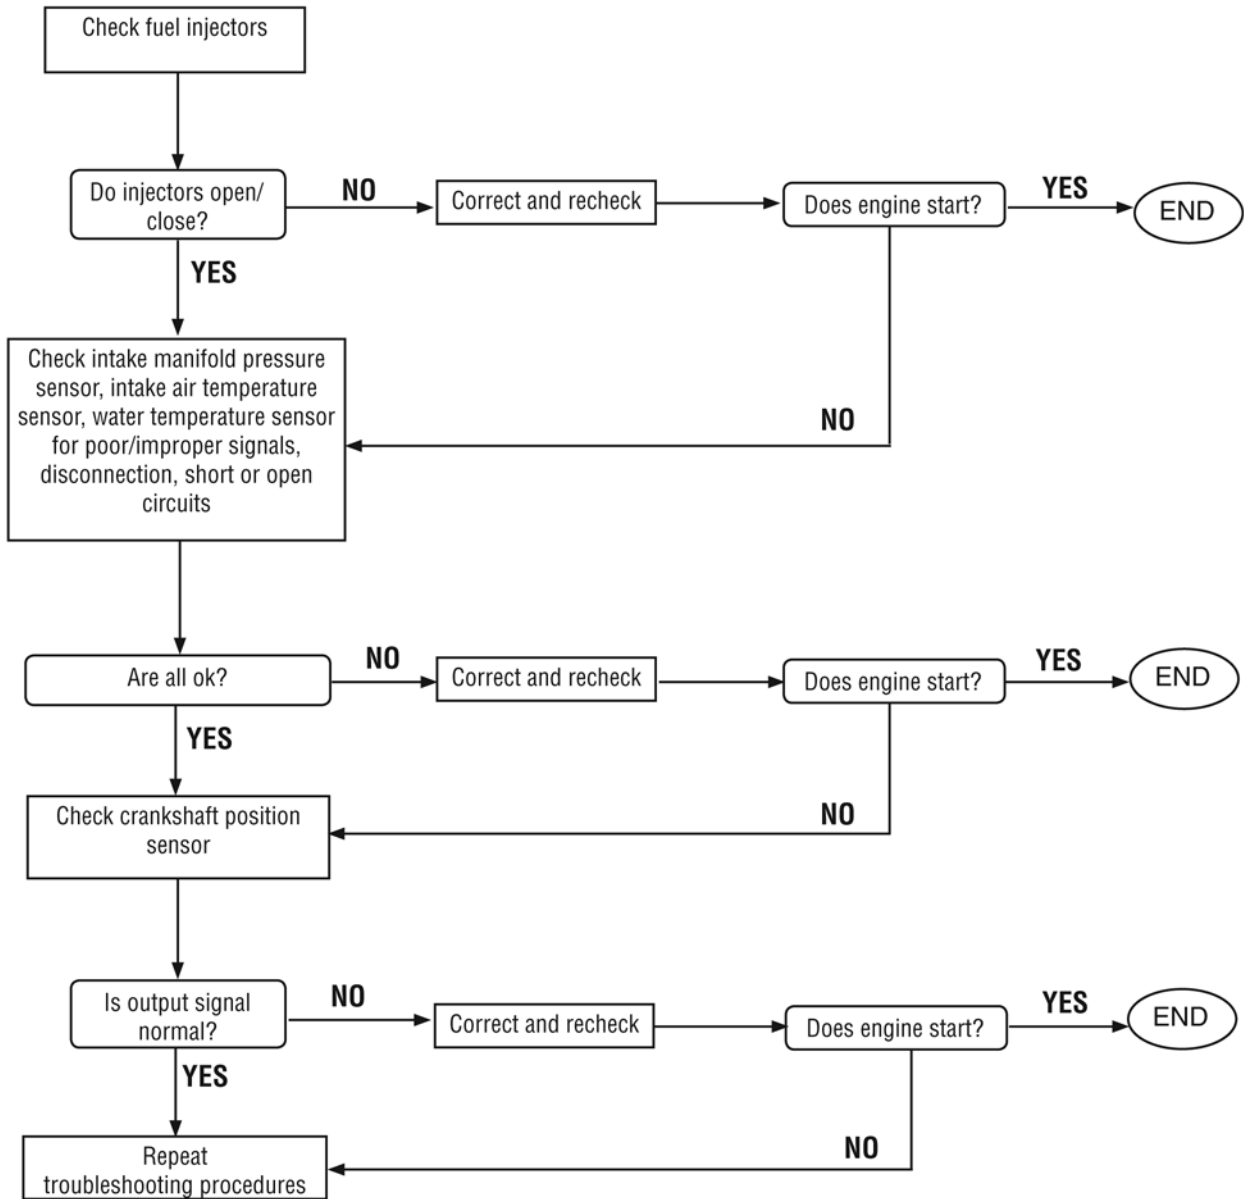 Check fuel injectors
Do injectors open/
close?
NO
Correct and recheck
Does engine start?
YES
END
YES
NO
Check intake manifold pressure
sensor, intake air temperature
sensor, water temperature sensor
for poor/improper signals,
disconnection, short or open
circuits
Are all ok?
NO
Correct and recheck
Does engine start?
YES
END
YES
NO
Check crankshaft position
sensor
Is output signal
normal?
NO
Correct and recheck
Does engine start?
YES
END
YES
NO
Repeat
troubleshooting procedures